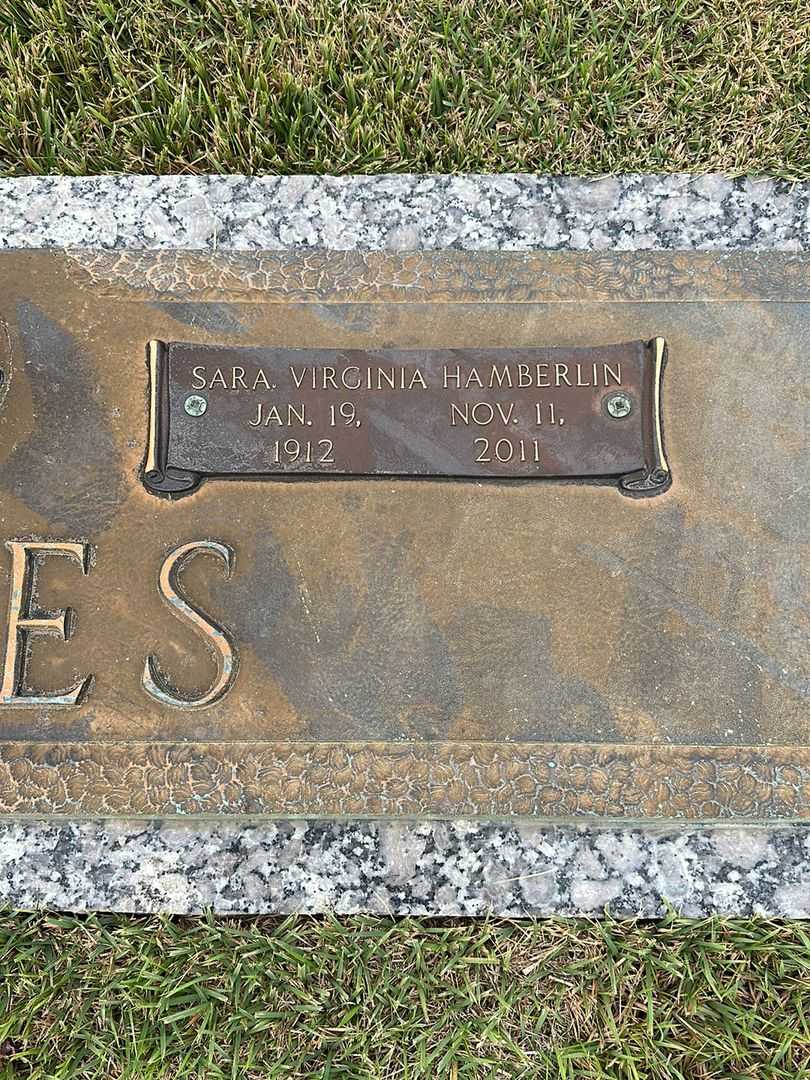 SARA. VIRGINIA HAMBERLIN
JAN. 19, NOV. 11,
1912 2011
ES